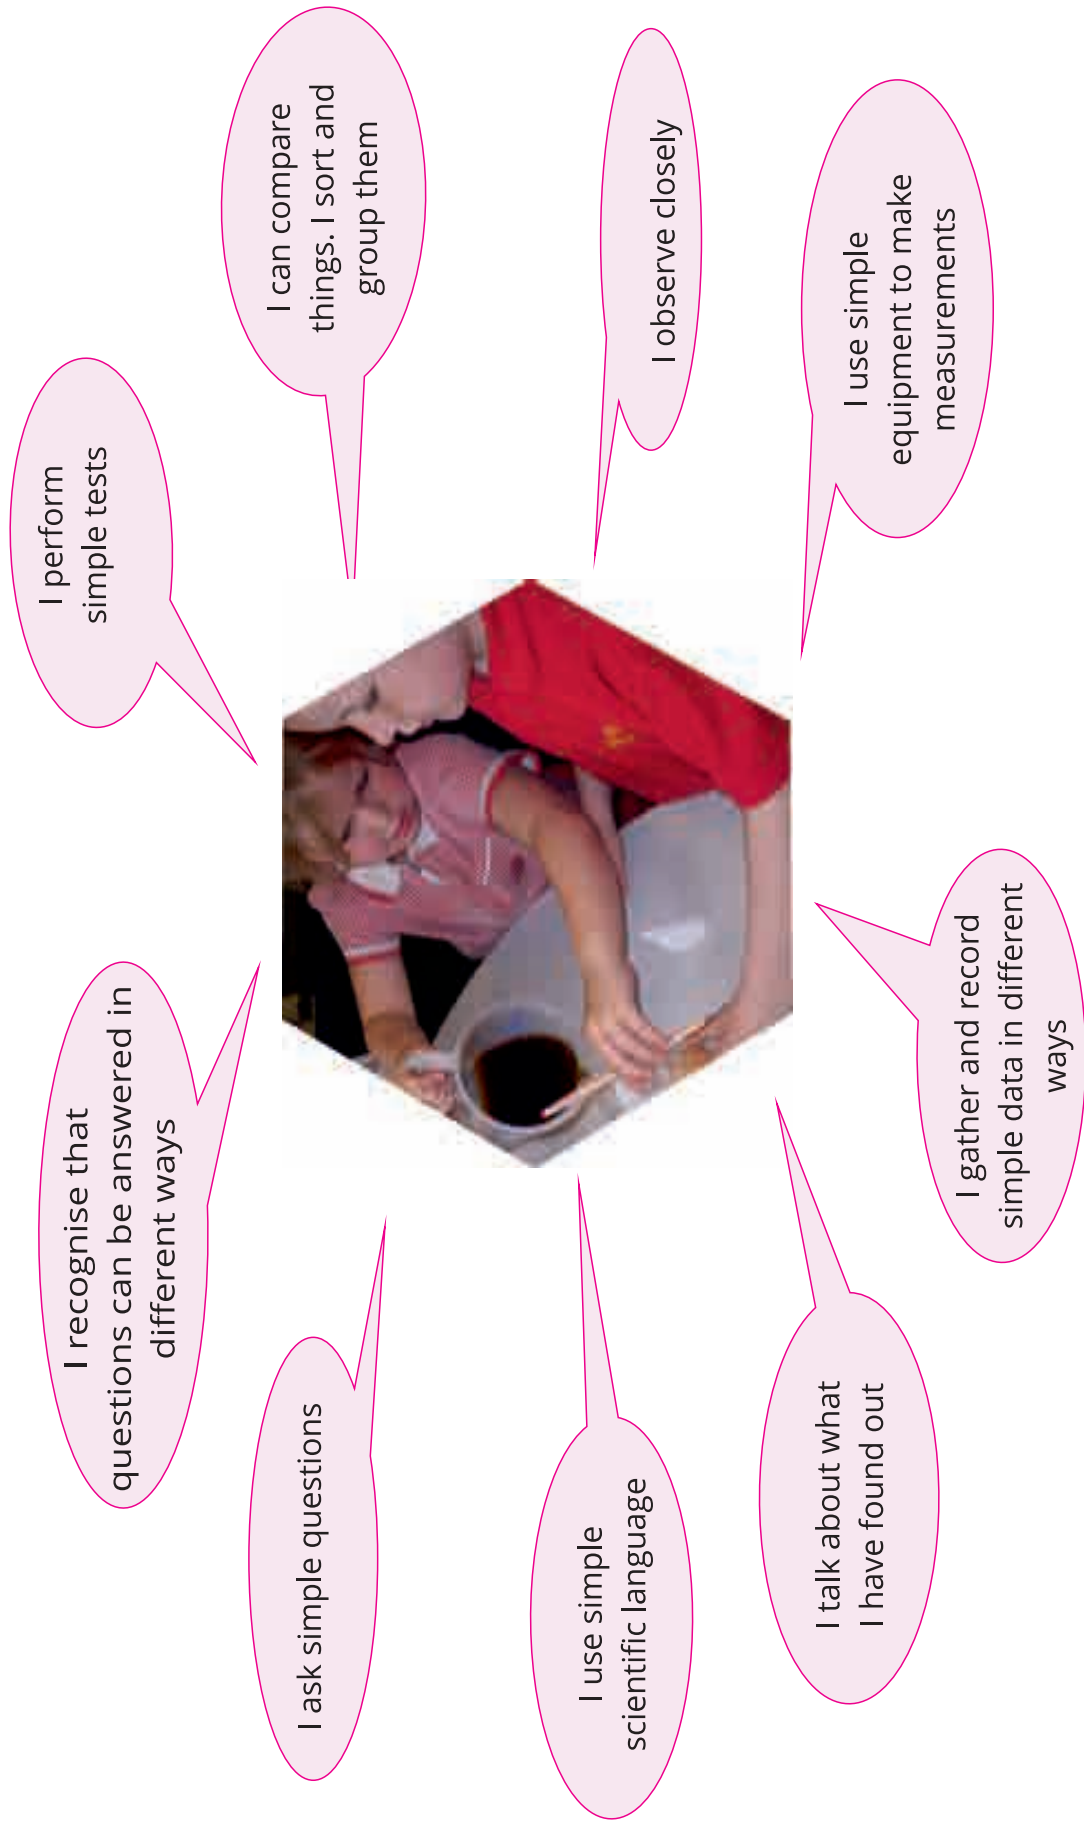 I ask simple questions
I recognise that
questions can be answered in
different ways
I perform
simple tests
I can compare
things. I sort and
group them
I observe closely
I use simple
equipment to make
measurements
I gather and record
simple data in different
ways
I talk about what
I have found out
I use simple
scientific language